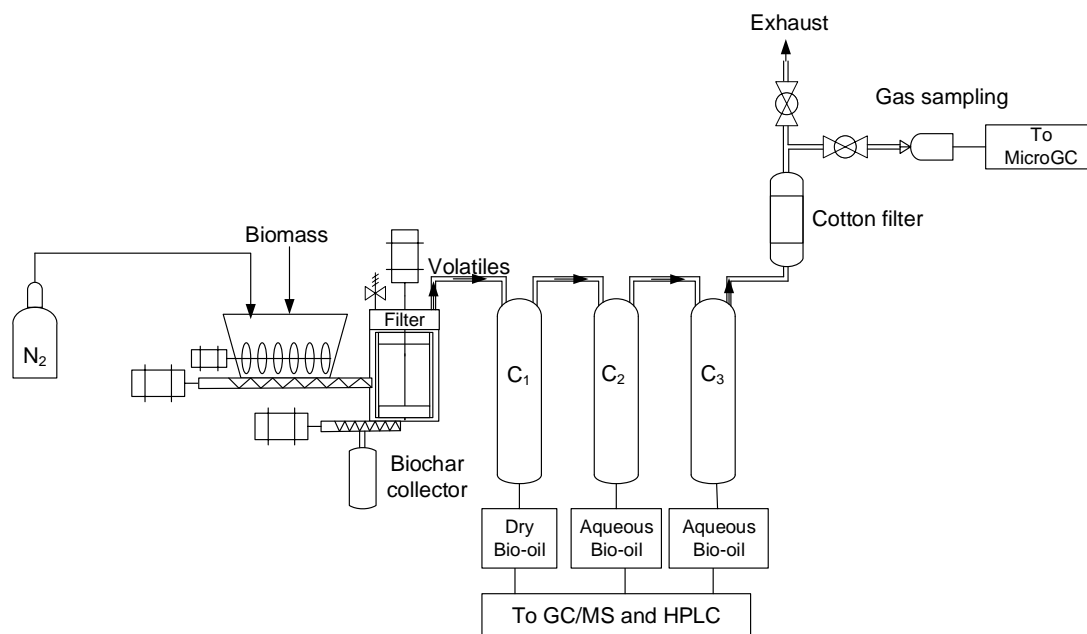 Exhaust
Gas sampling
To
MicroGC
Cotton filter
Biomass
Volatiles
N₂
Filter
C₁
C₂
C₃
Biochar
collector
Dry
Bio-oil
Aqueous
Bio-oil
Aqueous
Bio-oil
To GC/MS and HPLC